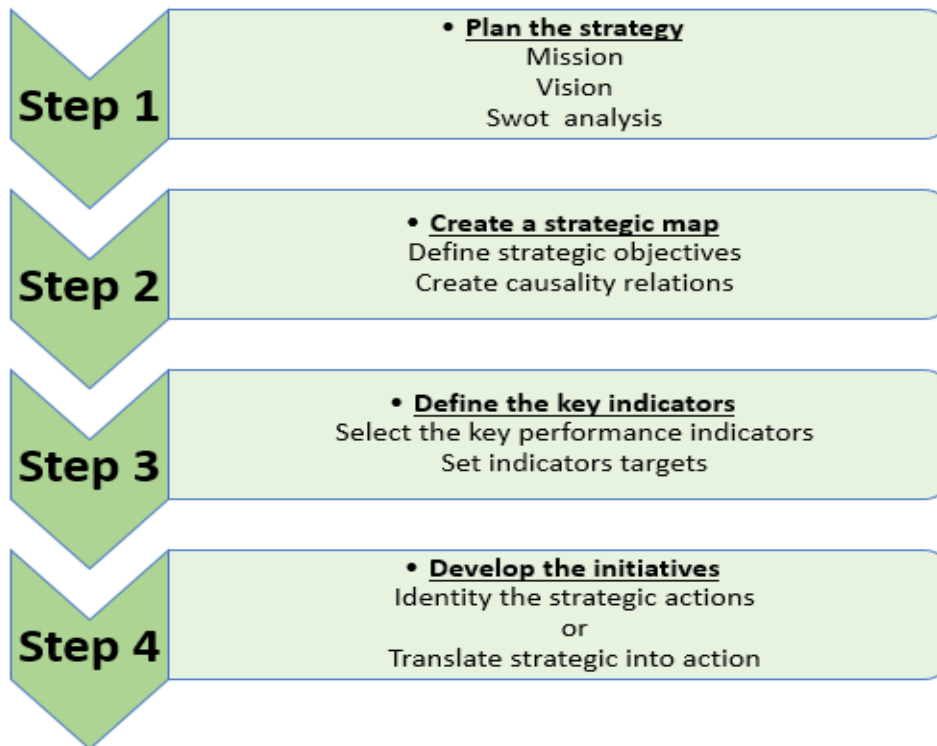 Step 1
• Plan the strategy
Mission
Vision
Swot analysis
Step 2
• Create a strategic map
Define strategic objectives
Create causality relations
Step 3
• Define the key indicators
Select the key performance indicators
Set indicators targets
Step 4
• Develop the initiatives
Identity the strategic actions
or
Translate strategic into action